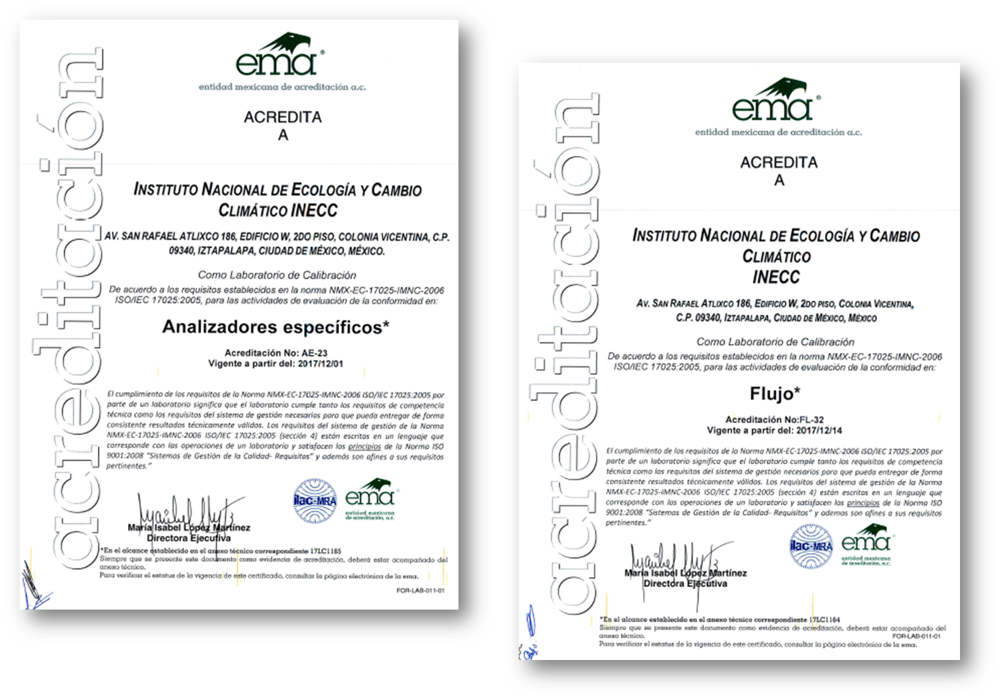 acreditación
ema®
entidad mexicana de acreditación a.c.
ACREDITA
A
INSTITUTO NACIONAL DE ECOLOGÍA Y CAMBIO
CLIMÁTICO INECC
AV. SAN RAFAEL ATLIXCO 186, EDIFICIO W, 2DO PISO, COLONIA VICENTINA, C.P.
09340, IZTAPALAPA, CIUDAD DE MÉXICO, MÉXICO.
Como Laboratorio de Calibración
De acuerdo a los requisitos establecidos en la norma NMX-EC-17025-IMNC-2006
ISO/IEC 17025:2005, para las actividades de evaluación de la conformidad en:
Analizadores específicos*
Acreditación No: AE-23
Vigente a partir del: 2017/12/01
El cumplimiento de los requisitos de la Norma NMX-EC-17025-IMNC-2006 ISO/IEC 17025:2005 por
parte de un laboratorio significa que el laboratorio cumple tanto los requisitos de competencia
técnica como los requisitos del sistema de gestión necesarios para que pueda entregar de forma
consistente resultados técnicamente válidos. Los requisitos del sistema de gestión de la Norma
NMX-EC-17025-IMNC-2006 ISO/IEC 17025:2005 (sección 4) están escritos en un lenguaje que
corresponde con las operaciones de un laboratorio y satisfacen los principios de la Norma ISO
9001:2008 "Sistemas de Gestión de la Calidad- Requisitos" y además son afines a sus requisitos
pertinentes."
ilac-MRA
ema
entidad mexicana
de acreditación, a.c.
María Isabel López Martínez
Directora Ejecutiva
*En el alcance establecido en el anexo técnico correspondiente 17LC1165
Siempre que se presente este documento como evidencia de acreditación, deberá estar acompañado del
anexo técnico.
Para verificar el estatus de la vigencia de este certificado, consultar la página electrónica de la ema.
FOR-LAB-011-01
acreditación
ema®
entidad mexicana de acreditación a.c.
ACREDITA
A
INSTITUTO NACIONAL DE ECOLOGÍA Y CAMBIO
CLIMÁTICO
INECC
AV. SAN RAFAEL ATLIXCO 186, EDIFICIO W, 2DO PISO, COLONIA VICENTINA,
C.P. 09340, IZTAPALAPA, CIUDAD DE MÉXICO, MÉXICO
Como Laboratorio de Calibración
De acuerdo a los requisitos establecidos en la norma NMX-EC-17025-IMNC-2006
ISO/IEC 17025:2005, para las actividades de evaluación de la conformidad en:
Flujo*
Acreditación No:FL-32
Vigente a partir del: 2017/12/14
El cumplimiento de los requisitos de la Norma NMX-EC-17025-IMNC-2006 ISO/IEC 17025:2005 por
parte de un laboratorio significa que el laboratorio cumple tanto los requisitos de competencia
técnica como los requisitos del sistema de gestión necesarios para que pueda entregar de forma
consistente resultados técnicamente válidos. Los requisitos del sistema de gestión de la Norma
NMX-EC-17025-IMNC-2006 ISO/IEC 17025:2005 (sección 4) están escritos en un lenguaje que
corresponde con las operaciones de un laboratorio y satisfacen los principios de la Norma ISO
9001:2008 "Sistemas de Gestión de la Calidad- Requisitos" y además son afines a sus requisitos
pertinentes."
ilac-MRA
ema
entidad mexicana
de acreditación, a.c.
María Isabel López Martínez
Directora Ejecutiva
*En el alcance establecido en el anexo técnico correspondiente 17LC1164
Siempre que se presente este documento como evidencia de acreditación, deberá estar acompañado del
anexo técnico.
FOR-LAB-011-01
Para verificar el estatus de la vigencia de este certificado, consultar la página electrónica de la ema.